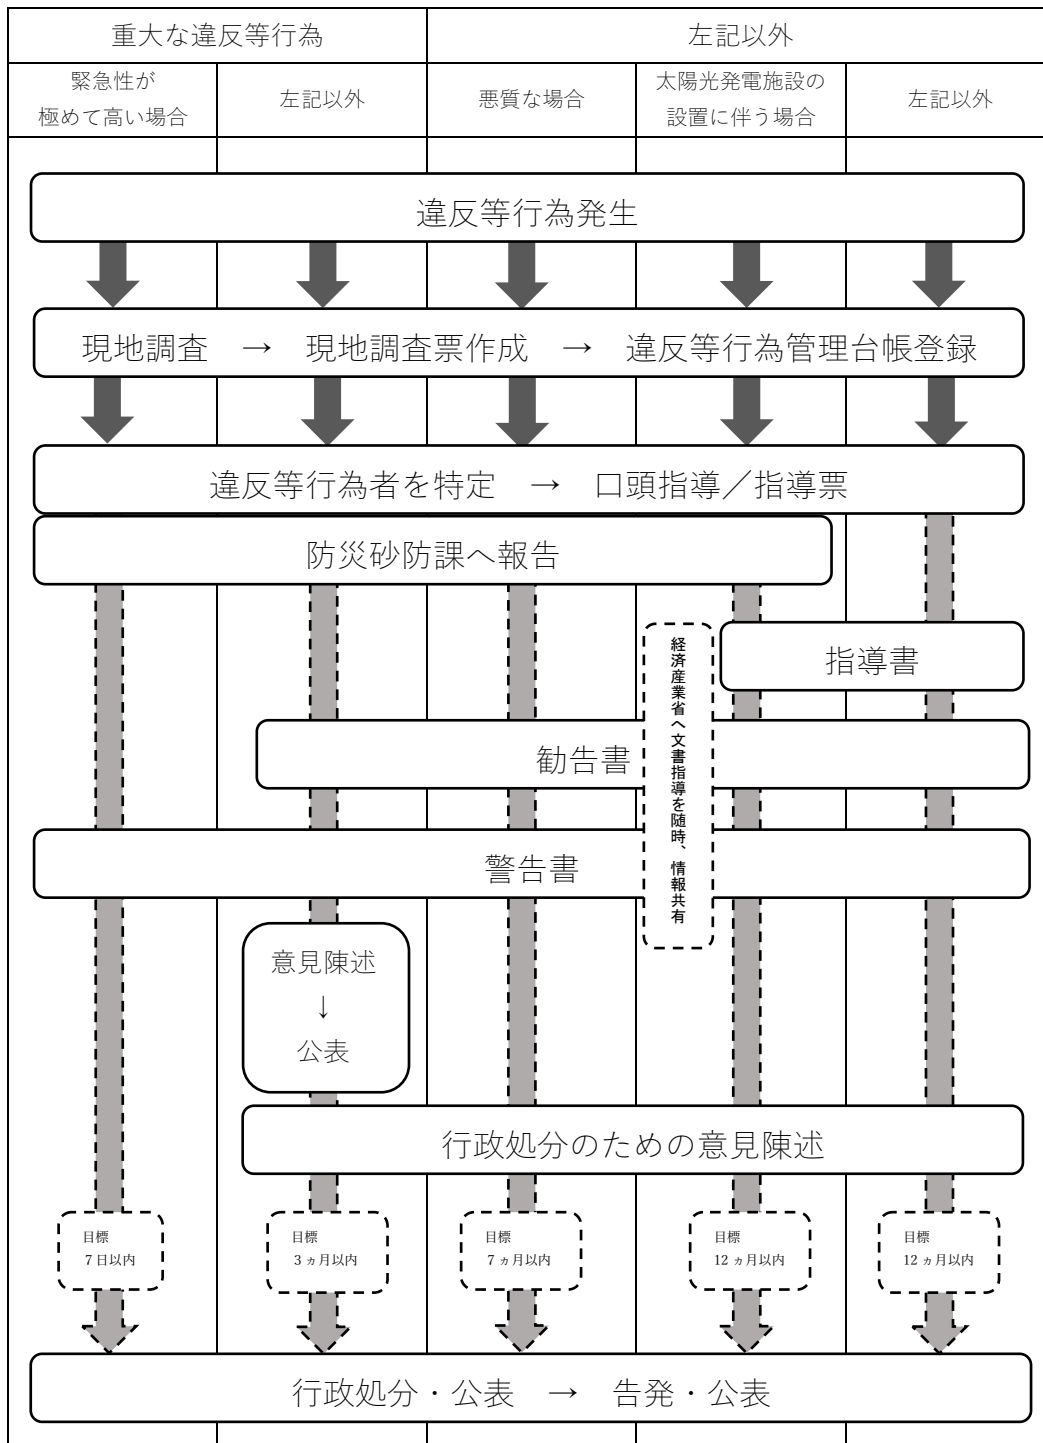 重大な違反等行為
左記以外
緊急性が
極めて高い場合
左記以外
悪質な場合
太陽光発電施設の
設置に伴う場合
左記以外
違反等行為発生
現地調査 → 現地調査票作成 → 違反等行為管理台帳登録
違反等行為者を特定 → 口頭指導／指導票
防災砂防課へ報告
経済産業省へ文書指導を随時、情報共有
指導書
勧告書
警告書
意見陳述
↓
公表
行政処分のための意見陳述
目標
７日以内
目標
３ヵ月以内
目標
７ヵ月以内
目標
12ヵ月以内
目標
12ヵ月以内
行政処分・公表 → 告発・公表